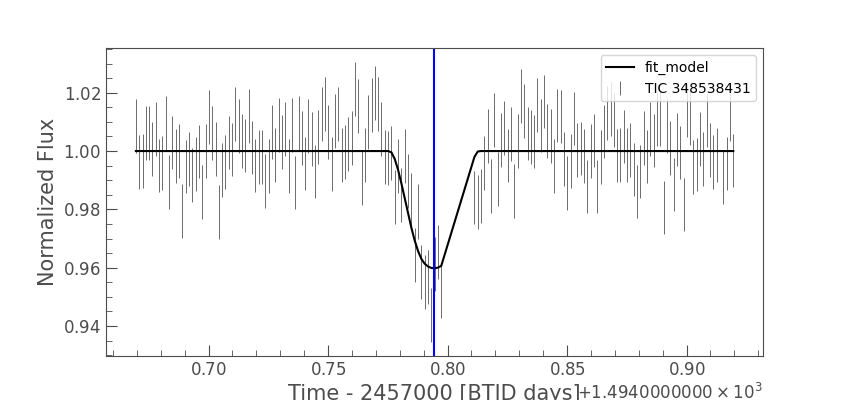 fit_model
TIC 348538431
Normalized Flux
1.02
1.00
0.98
0.96
0.94
0.70
0.75
0.80
0.85
0.90
Time - 2457000 [BTJD days]
+1.4940000000 × 10³